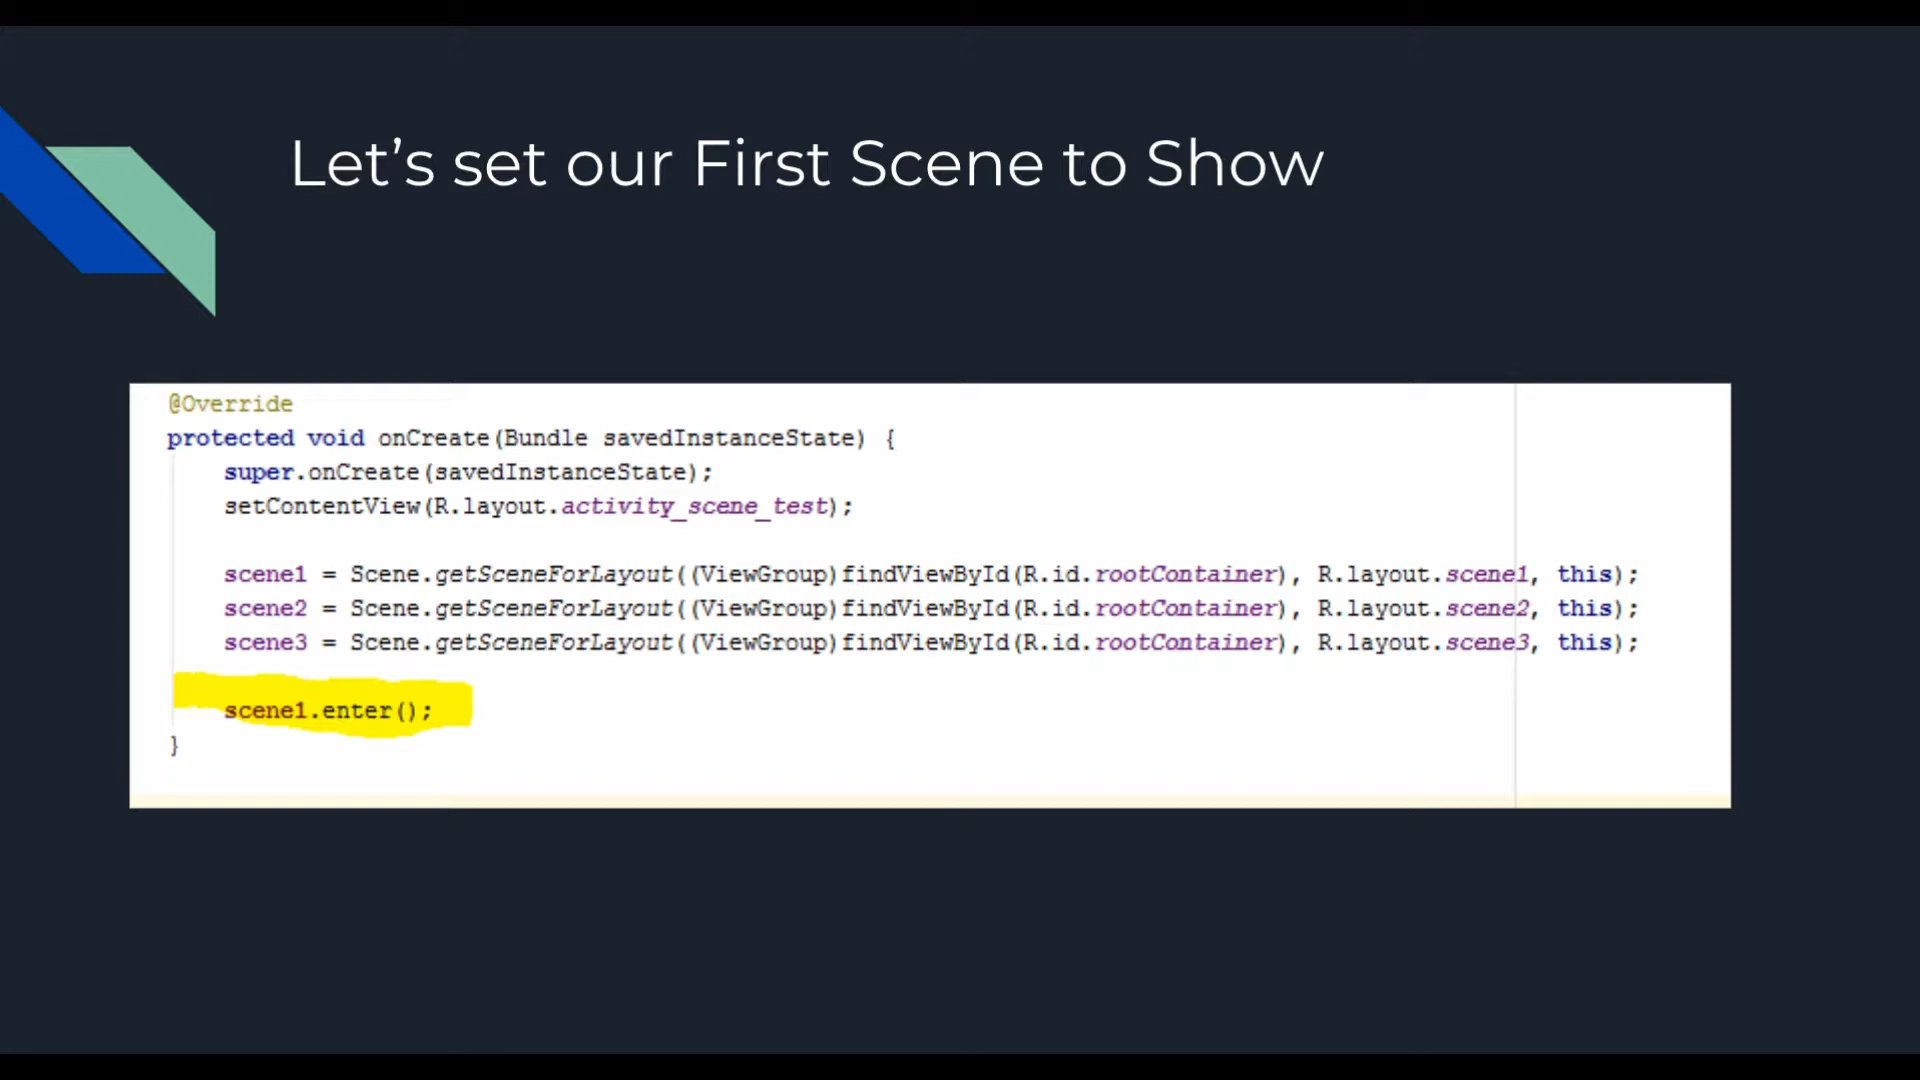 Let’s set our First Scene to Show
@Override
protected void onCreate(Bundle savedInstanceState) {
super.onCreate(savedInstanceState);
setContentView(R.layout.activity_scene_test);
scene1 = Scene.getSceneForLayout((ViewGroup)findViewById(R.id.rootContainer), R.layout.scene1, this);
scene2 = Scene.getSceneForLayout((ViewGroup)findViewById(R.id.rootContainer), R.layout.scene2, this);
scene3 = Scene.getSceneForLayout((ViewGroup)findViewById(R.id.rootContainer), R.layout.scene3, this);
scene1.enter();
}